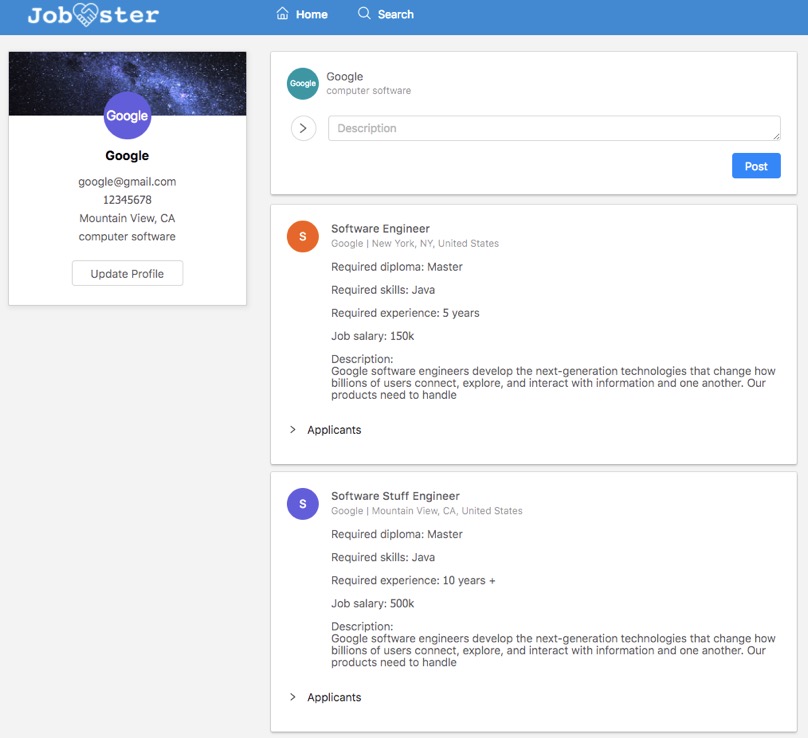 Job ster
Home
Search
Google
Google
google@gmail.com
12345678
Mountain View, CA
computer software
Update Profile
Google
Google
computer software
Description
Post
S
Software Engineer
Google | New York, NY, United States
Required diploma: Master
Required skills: Java
Required experience: 5 years
Job salary: 150k
Description:
Google software engineers develop the next-generation technologies that change how
billions of users connect, explore, and interact with information and one another. Our
products need to handle
Applicants
S
Software Stuff Engineer
Google | Mountain View, CA, United States
Required diploma: Master
Required skills: Java
Required experience: 10 years +
Job salary: 500k
Description:
Google software engineers develop the next-generation technologies that change how
billions of users connect, explore, and interact with information and one another. Our
products need to handle
Applicants